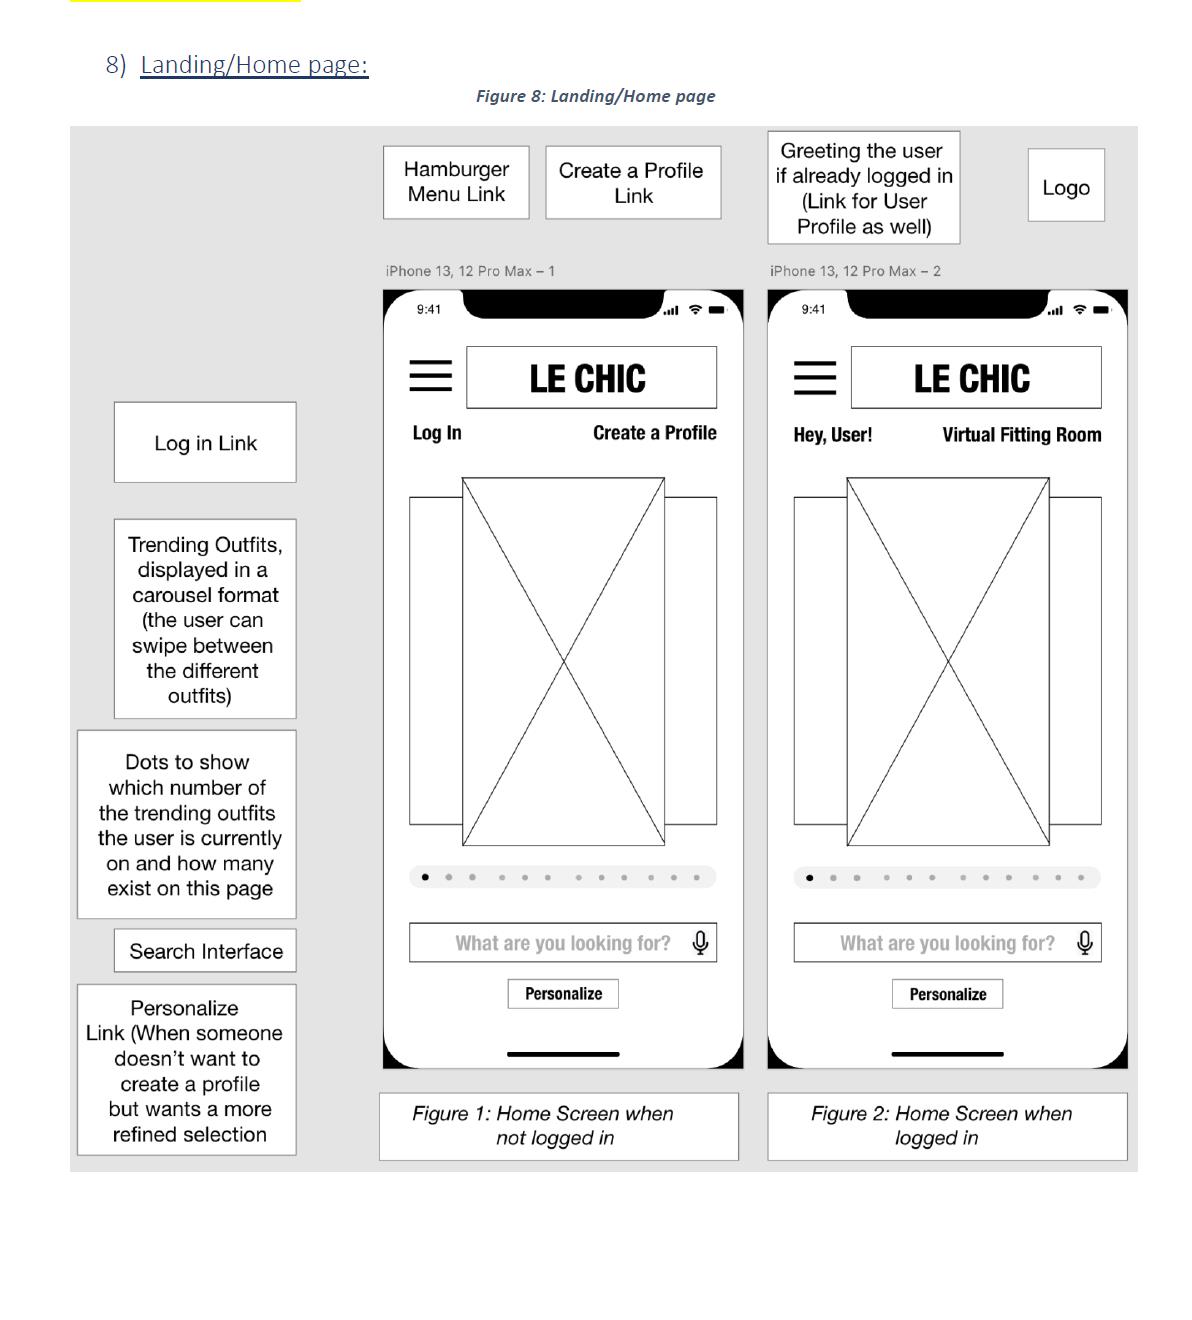 8) Landing/Home page:
Figure 8: Landing/Home page
Hamburger
Menu Link
Create a Profile
Link
Greeting the user
if already logged in
(Link for User
Profile as well)
Logo
iPhone 13, 12 Pro Max – 1
iPhone 13, 12 Pro Max – 2
9:41
LE CHIC
Log In
Create a Profile
What are you looking for?
Personalize
9:41
LE CHIC
Hey, User!
Virtual Fitting Room
What are you looking for?
Personalize
Log in Link
Trending Outfits,
displayed in a
carousel format
(the user can
swipe between
the different
outfits)
Dots to show
which number of
the trending outfits
the user is currently
on and how many
exist on this page
Search Interface
Personalize
Link (When someone
doesn't want to
create a profile
but wants a more
refined selection
Figure 1: Home Screen when
not logged in
Figure 2: Home Screen when
logged in